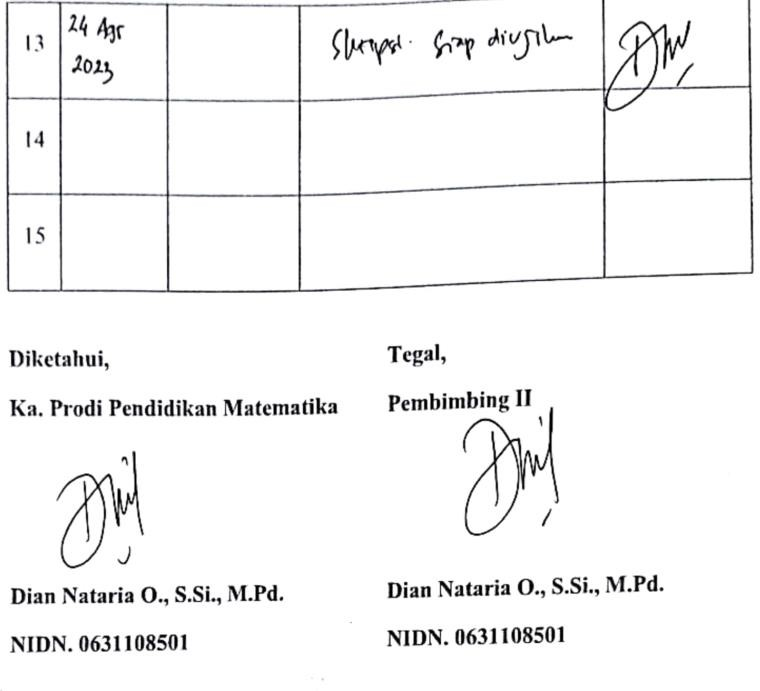 13 24 Agr Skripsi siap diujikan
2023
14
15
Diketahui, Tegal,
Ka. Prodi Pendidikan Matematika Pembimbing II
Dian Nataria O., S.Si., M.Pd. Dian Nataria O., S.Si., M.Pd.
NIDN. 0631108501 NIDN. 0631108501